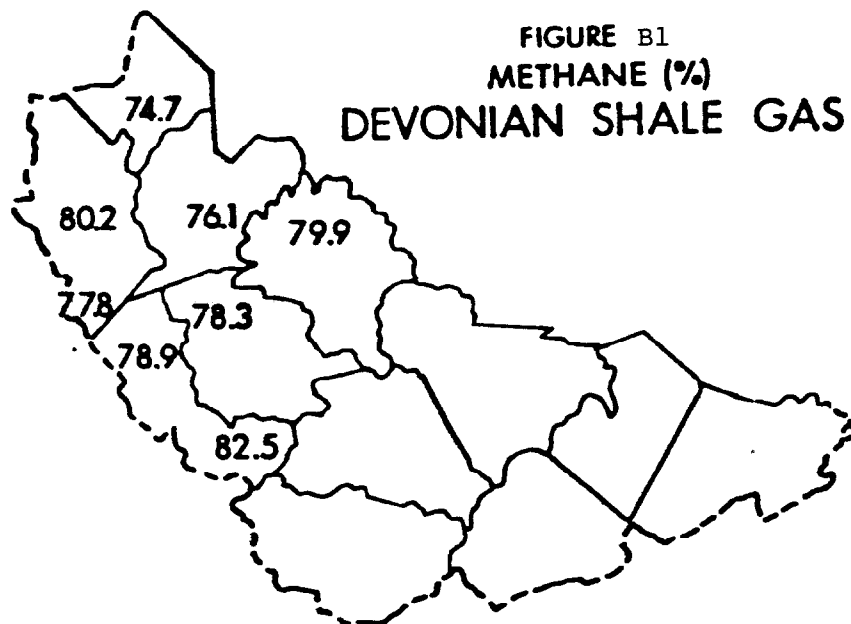 FIGURE B1
METHANE (%)
DEVONIAN SHALE GAS
74.7
80.2
76.1
79.9
77.8
78.3
78.9
82.5